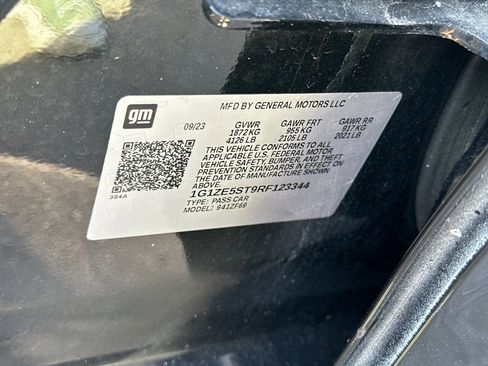 gm
MFD BY GENERAL MOTORS LLC
09/23 GVWR GAWR FRT GAWR RR
1872 KG 955 KG 917 KG
4126 LB 2105 LB 2021 LB
THIS VEHICLE CONFORMS TO ALL
APPLICABLE U.S. FEDERAL MOTOR
VEHICLE SAFETY, BUMPER, AND THEFT
PREVENTION STANDARDS IN EFFECT ON
THE DATE OF MANUFACTURE SHOWN
ABOVE.
384A
1G1ZE5ST9RF123344
TYPE: PASS CAR
MODEL: 941ZF69